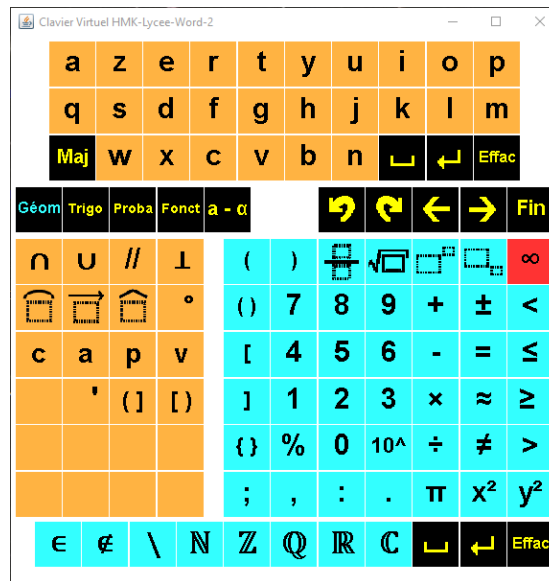 Clavier Virtuel HMK-Lycee-Word-2
a z e r t y u i o p
q s d f g h j k l m
Maj w x c v b n Effac
Géom Trigo Proba Fonct a - α ← → Fin
∩ ∪ // ⊥ ( ) √ ∞
° ( ) 7 8 9 + ± <
c a p v [ 4 5 6 - = ≤
' ( ] [ ) ] 1 2 3 × ≈ ≥
{ } % 0 10^ ÷ ≠ >
; , : . π x² y²
∈ ∉ \ ℕ ℤ ℚ ℝ ℂ Effac